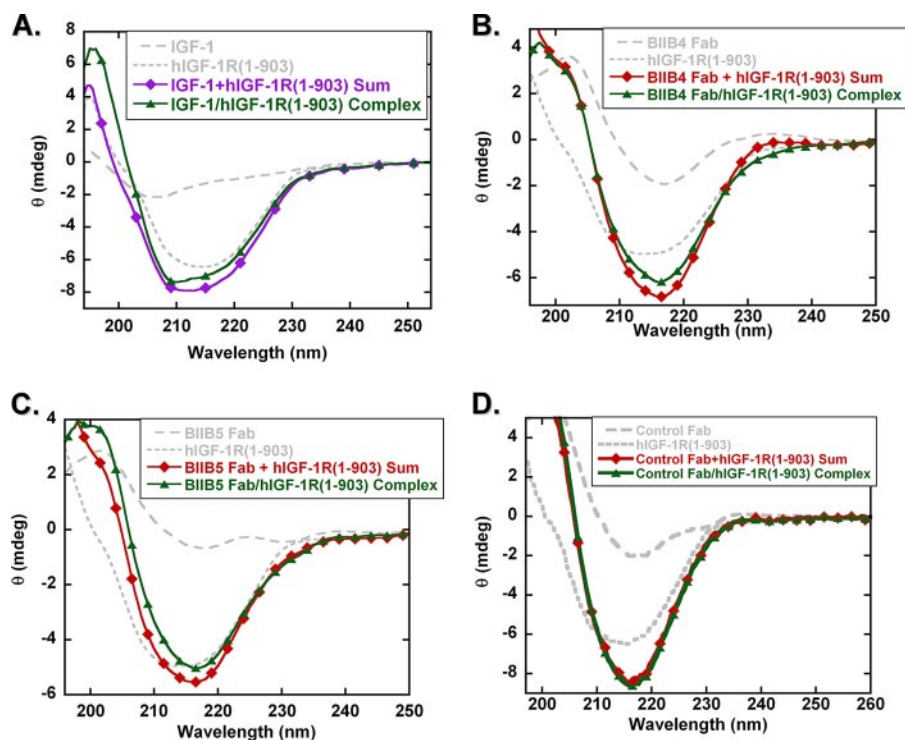 A.
IGF-1
hIGF-1R(1-903)
IGF-1+hIGF-1R(1-903) Sum
IGF-1/hIGF-1R(1-903) Complex
θ (mdeg)
8
6
4
2
0
-2
-4
-6
-8
200 210 220 230 240 250
Wavelength (nm)
B.
BIIB4 Fab
hIGF-1R(1-903)
BIIB4 Fab + hIGF-1R(1-903) Sum
BIIB4 Fab/hIGF-1R(1-903) Complex
θ (mdeg)
4
2
0
-2
-4
-6
200 210 220 230 240 250
Wavelength (nm)
C.
BIIB5 Fab
hIGF-1R(1-903)
BIIB5 Fab + hIGF-1R(1-903) Sum
BIIB5 Fab/hIGF-1R(1-903) Complex
θ (mdeg)
4
2
0
-2
-4
-6
200 210 220 230 240 250
Wavelength (nm)
D.
Control Fab
hIGF-1R(1-903)
Control Fab+hIGF-1R(1-903) Sum
Control Fab/hIGF-1R(1-903) Complex
θ (mdeg)
4
2
0
-2
-4
-6
-8
200 210 220 230 240 250 260
Wavelength (nm)